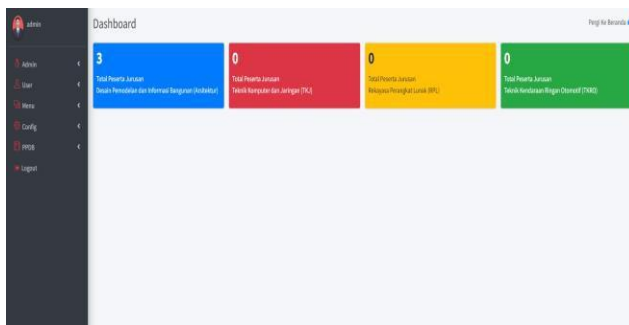 admin
Dashboard
Pergi Ke Beranda
Admin
User
Menu
Config
PPDB
Logout
3
Total Peserta Jurusan
Desain Pemodelan dan Informasi Bangunan (Arsitektur)
0
Total Peserta Jurusan
Teknik Komputer dan Jaringan (TKJ)
0
Total Peserta Jurusan
Rekayasa Perangkat Lunak (RPL)
0
Total Peserta Jurusan
Teknik Kendaraan Ringan Otomotif (TKRO)